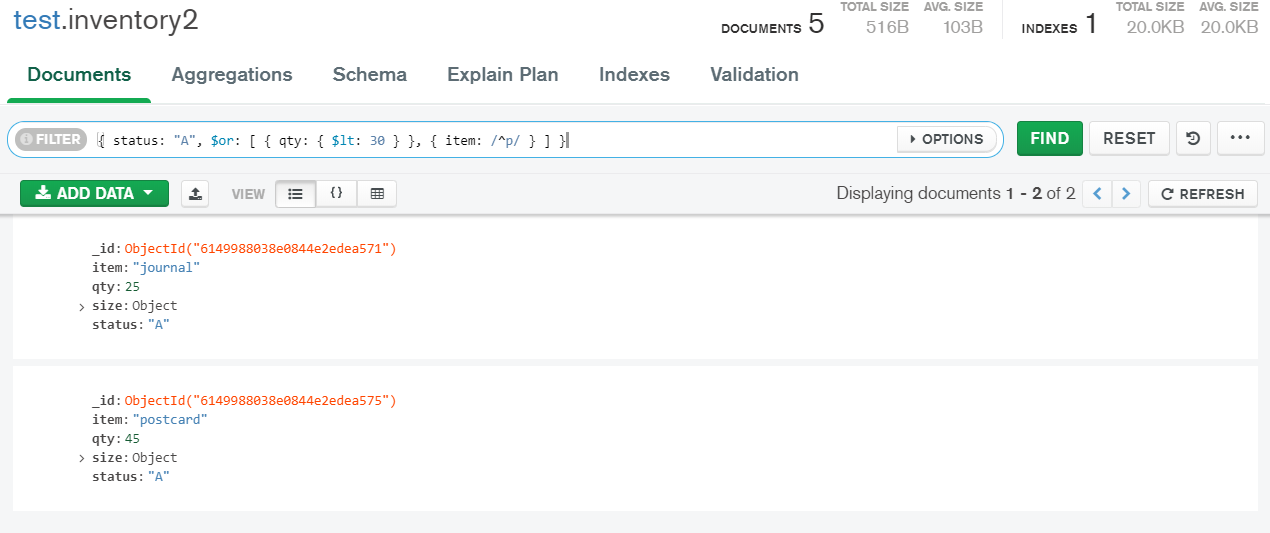 test.inventory2
DOCUMENTS 5 TOTAL SIZE 516B AVG. SIZE 103B INDEXES 1 TOTAL SIZE 20.0KB AVG. SIZE 20.0KB
Documents Aggregations Schema Explain Plan Indexes Validation
FILTER { status: "A", $or: [ { qty: { $lt: 30 } }, { item: /^p/ } ] } OPTIONS FIND RESET ...
ADD DATA VIEW {} Displaying documents 1 - 2 of 2 < > REFRESH
_id: ObjectId("6149988038e0844e2edea571")
item: "journal"
qty: 25
> size: Object
status: "A"
_id: ObjectId("6149988038e0844e2edea575")
item: "postcard"
qty: 45
> size: Object
status: "A"